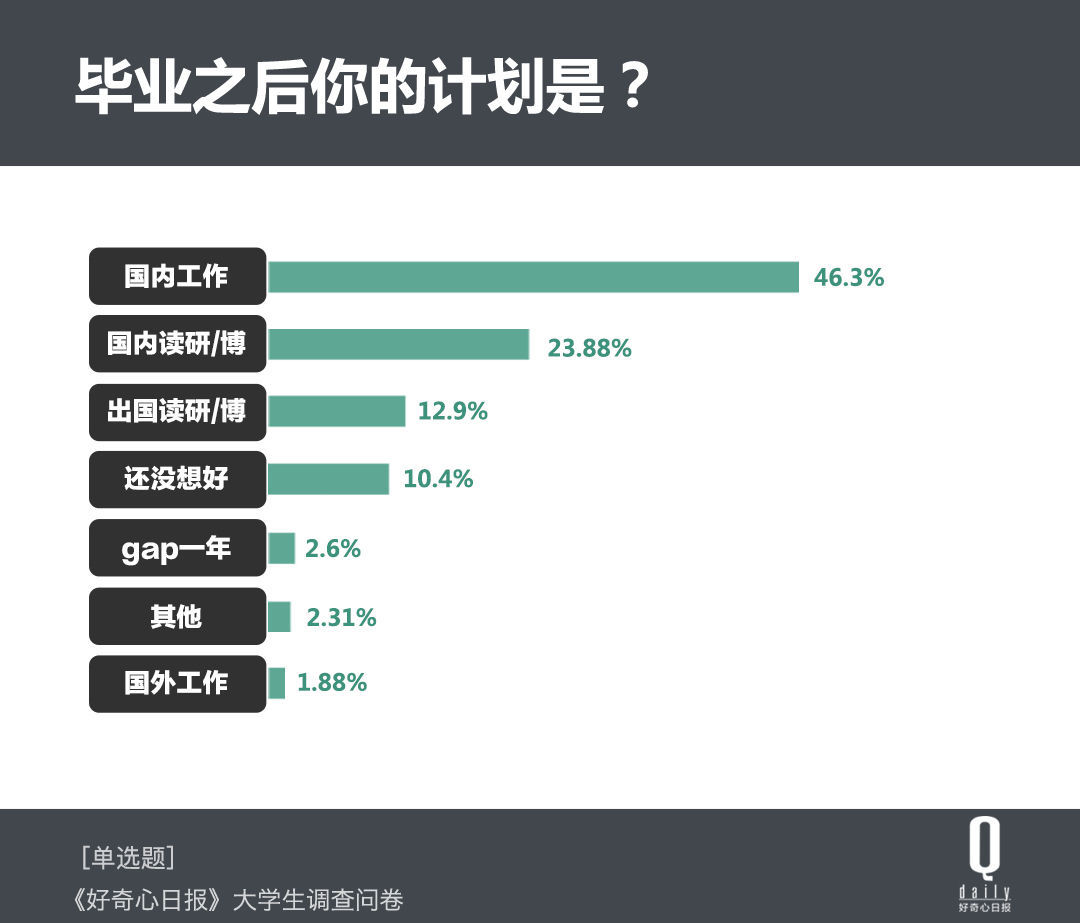 毕业之后你的计划是？
国内工作 46.3%
国内读研/博 23.88%
出国读研/博 12.9%
还没想好 10.4%
gap一年 2.6%
其他 2.31%
国外工作 1.88%
[单选题]
《好奇心日报》大学生调查问卷
Q
daily
好奇心日报